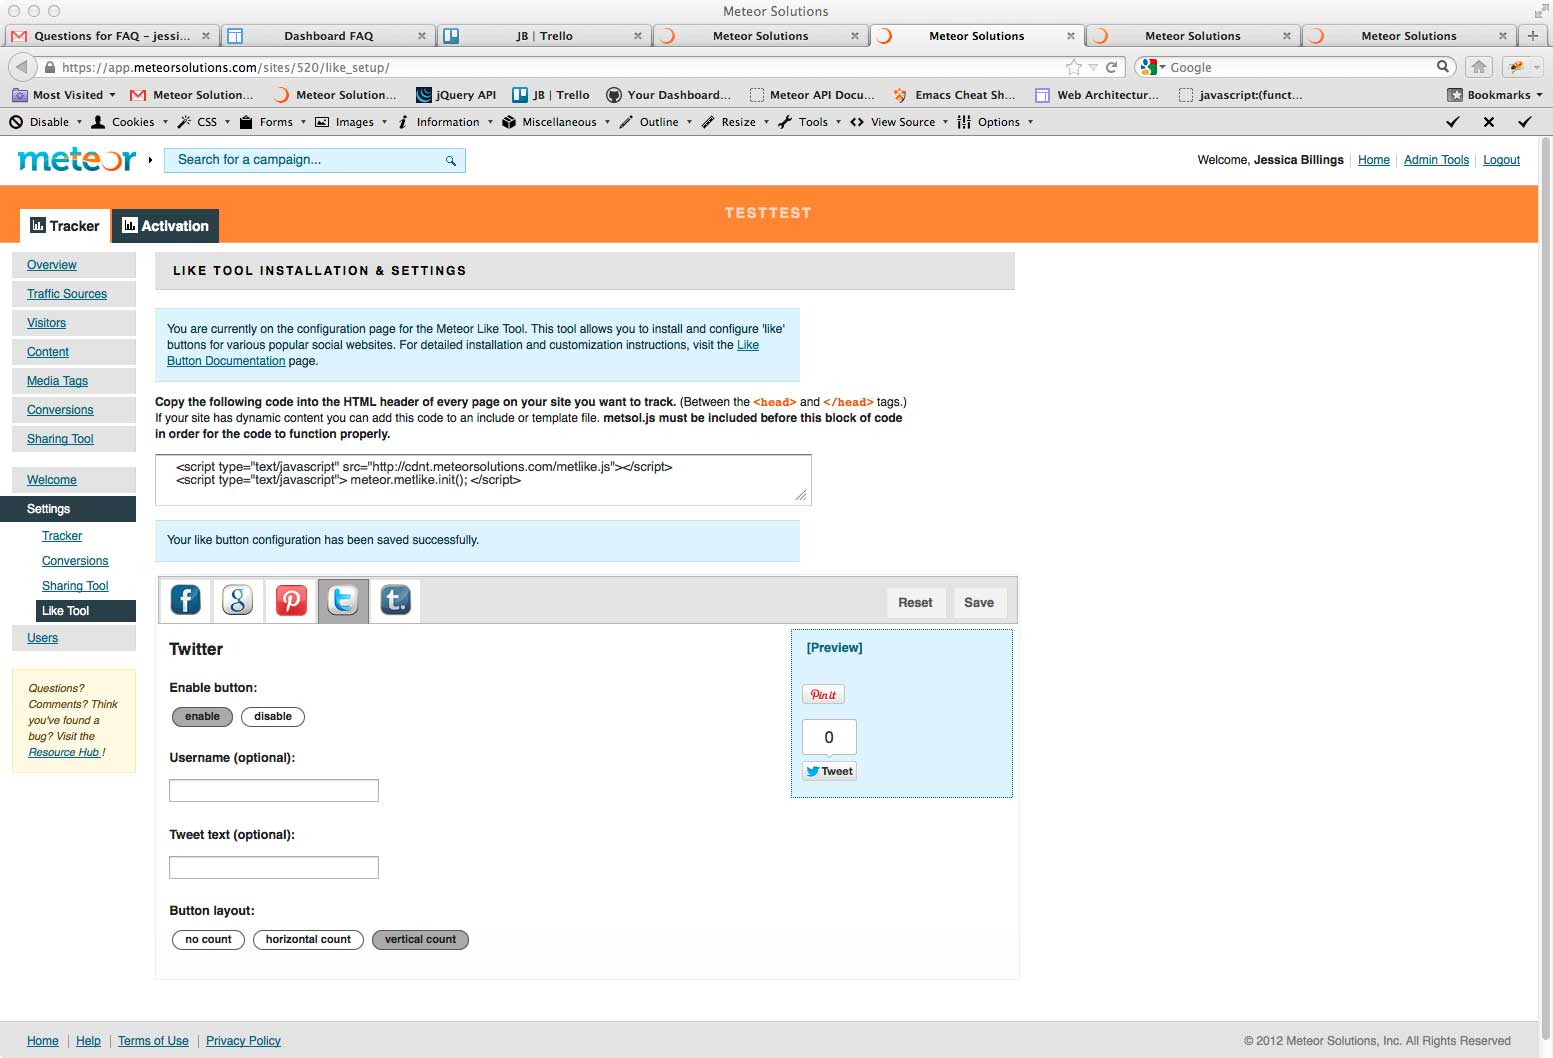 Meteor Solutions
Questions for FAQ – jessi...
Dashboard FAQ
JB | Trello
Meteor Solutions
Meteor Solutions
Meteor Solutions
Meteor Solutions
https://app.meteorsolutions.com/sites/520/like_setup/
Google
Most Visited
Meteor Solution...
Meteor Solution...
jQuery API
JB | Trello
Your Dashboard...
Meteor API Docu...
Emacs Cheat Sh...
Web Architectur...
javascript:(funct...
Bookmarks
Disable
Cookies
CSS
Forms
Images
Information
Miscellaneous
Outline
Resize
Tools
View Source
Options
meteor
Search for a campaign...
Welcome, Jessica Billings
Home
Admin Tools
Logout
TESTTEST
Tracker
Activation
Overview
Traffic Sources
Visitors
Content
Media Tags
Conversions
Sharing Tool
Welcome
Settings
Tracker
Conversions
Sharing Tool
Like Tool
Users
Questions?
Comments? Think
you've found a
bug? Visit the
Resource Hub !
LIKE TOOL INSTALLATION & SETTINGS
You are currently on the configuration page for the Meteor Like Tool. This tool allows you to install and configure 'like'
buttons for various popular social websites. For detailed installation and customization instructions, visit the Like
Button Documentation page.
Copy the following code into the HTML header of every page on your site you want to track. (Between the <head> and </head> tags.)
If your site has dynamic content you can add this code to an include or template file. metsol.js must be included before this block of code
in order for the code to function properly.
<script type="text/javascript" src="http://cdnt.meteorsolutions.com/metlike.js"></script>
<script type="text/javascript"> meteor.metlike.init(); </script>
Your like button configuration has been saved successfully.
Reset
Save
Twitter
Enable button:
enable
disable
Username (optional):
Tweet text (optional):
Button layout:
no count
horizontal count
vertical count
[Preview]
Pin it
0
Tweet
Home
Help
Terms of Use
Privacy Policy
© 2012 Meteor Solutions, Inc. All Rights Reserved